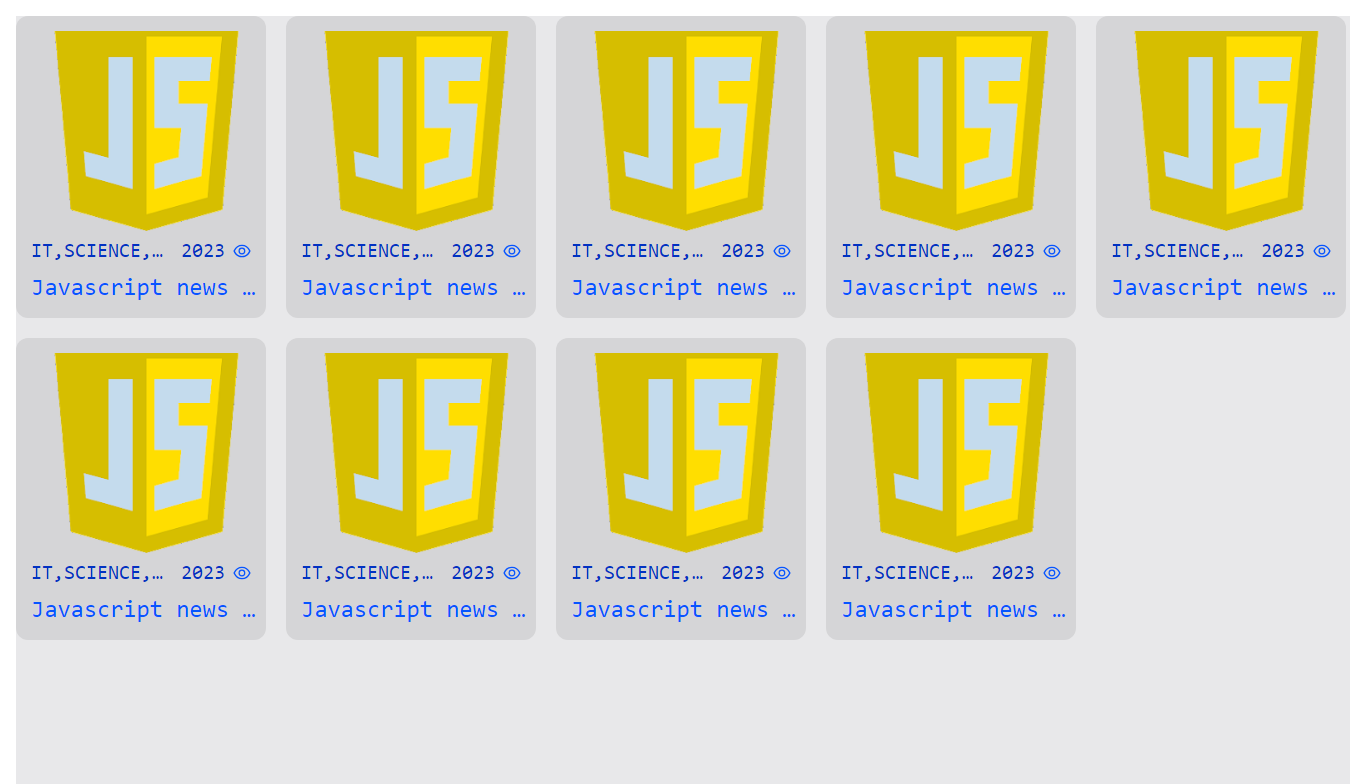 JS JS JS JS JS
IT,SCIENCE,… 2023 IT,SCIENCE,… 2023 IT,SCIENCE,… 2023 IT,SCIENCE,… 2023 IT,SCIENCE,… 2023
Javascript news … Javascript news … Javascript news … Javascript news … Javascript news …
JS JS JS JS
IT,SCIENCE,… 2023 IT,SCIENCE,… 2023 IT,SCIENCE,… 2023 IT,SCIENCE,… 2023
Javascript news … Javascript news … Javascript news … Javascript news …